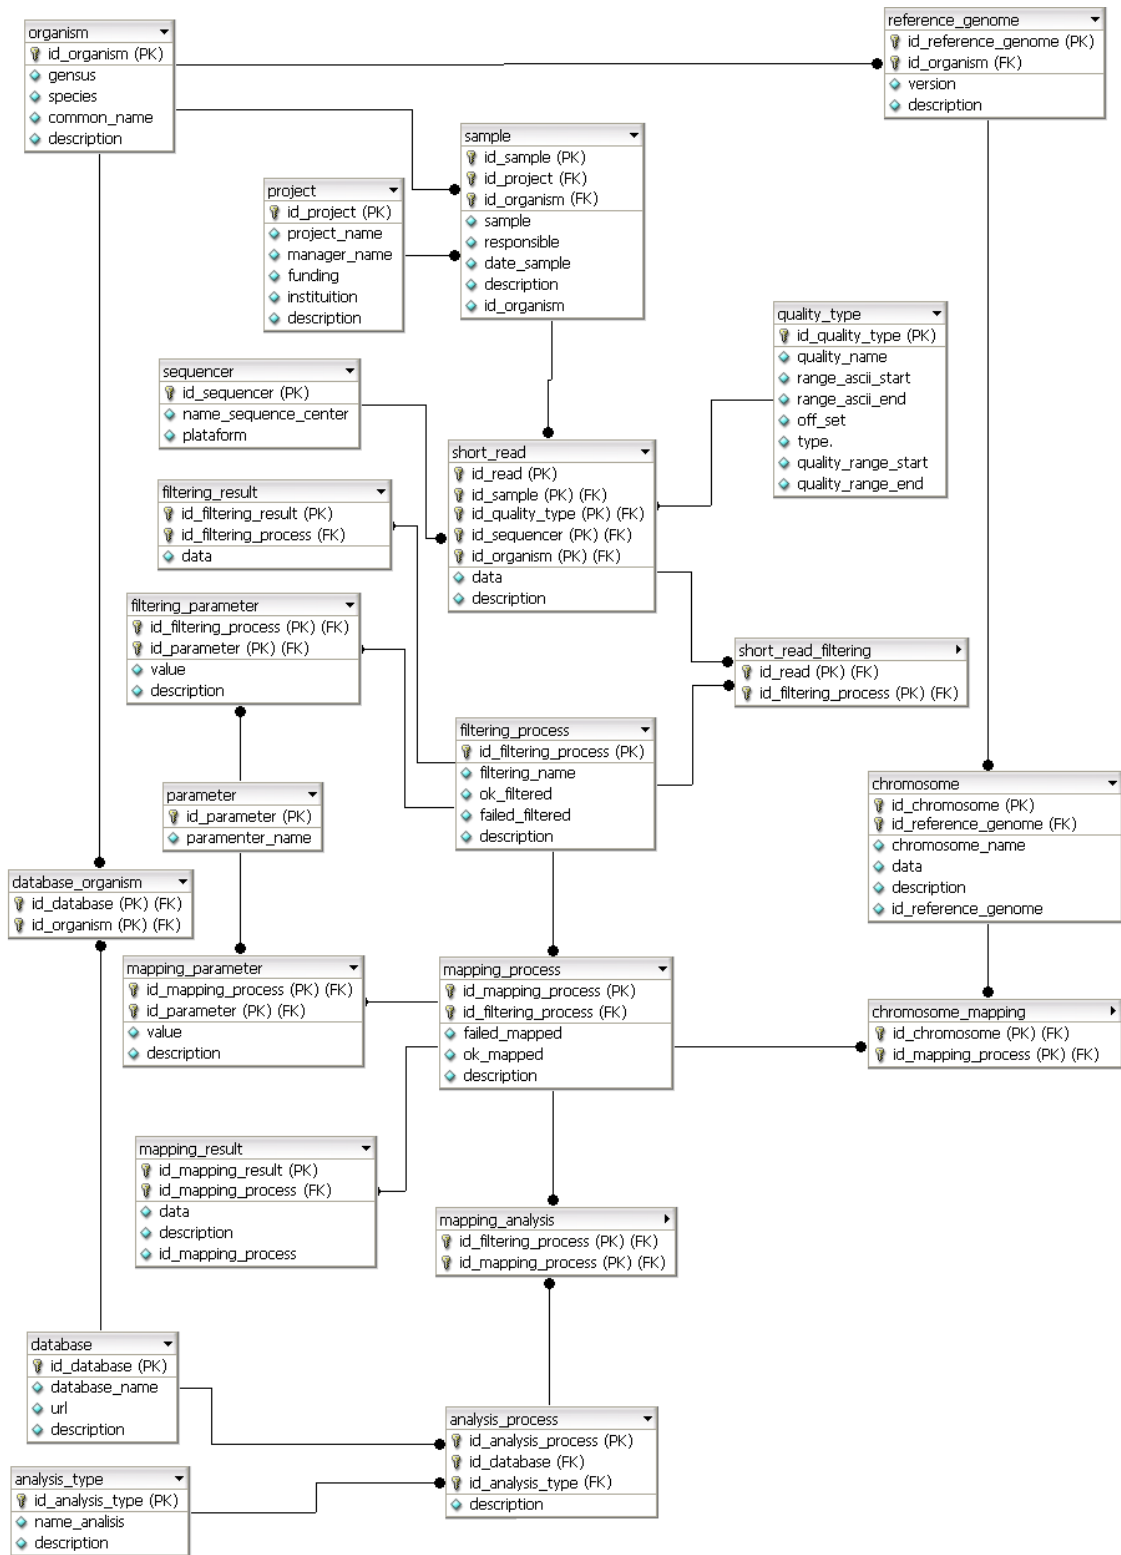 organism
id_organism (PK)
gensus
species
common_name
description
reference_genome
id_reference_genome (PK)
id_organism (FK)
version
description
sample
id_sample (PK)
id_project (FK)
id_organism (FK)
sample
responsible
date_sample
description
id_organism
project
id_project (PK)
project_name
manager_name
funding
instituition
description
quality_type
id_quality_type (PK)
quality_name
range_ascii_start
range_ascii_end
off_set
type.
quality_range_start
quality_range_end
sequencer
id_sequencer (PK)
name_sequence_center
plataform
short_read
id_read (PK)
id_sample (PK) (FK)
id_quality_type (PK) (FK)
id_sequencer (PK) (FK)
id_organism (PK) (FK)
data
description
filtering_result
id_filtering_result (PK)
id_filtering_process (FK)
data
filtering_parameter
id_filtering_process (PK) (FK)
id_parameter (PK) (FK)
value
description
short_read_filtering
id_read (PK) (FK)
id_filtering_process (PK) (FK)
filtering_process
id_filtering_process (PK)
filtering_name
ok_filtered
failed_filtered
description
parameter
id_parameter (PK)
paramenter_name
chromosome
id_chromosome (PK)
id_reference_genome (FK)
chromosome_name
data
description
id_reference_genome
database_organism
id_database (PK) (FK)
id_organism (PK) (FK)
mapping_parameter
id_mapping_process (PK) (FK)
id_parameter (PK) (FK)
value
description
mapping_process
id_mapping_process (PK)
id_filtering_process (FK)
failed_mapped
ok_mapped
description
chromosome_mapping
id_chromosome (PK) (FK)
id_mapping_process (PK) (FK)
mapping_result
id_mapping_result (PK)
id_mapping_process (FK)
data
description
id_mapping_process
mapping_analysis
id_filtering_process (PK) (FK)
id_mapping_process (PK) (FK)
database
id_database (PK)
database_name
url
description
analysis_process
id_analysis_process (PK)
id_database (FK)
id_analysis_type (FK)
description
analysis_type
id_analysis_type (PK)
name_analisis
description